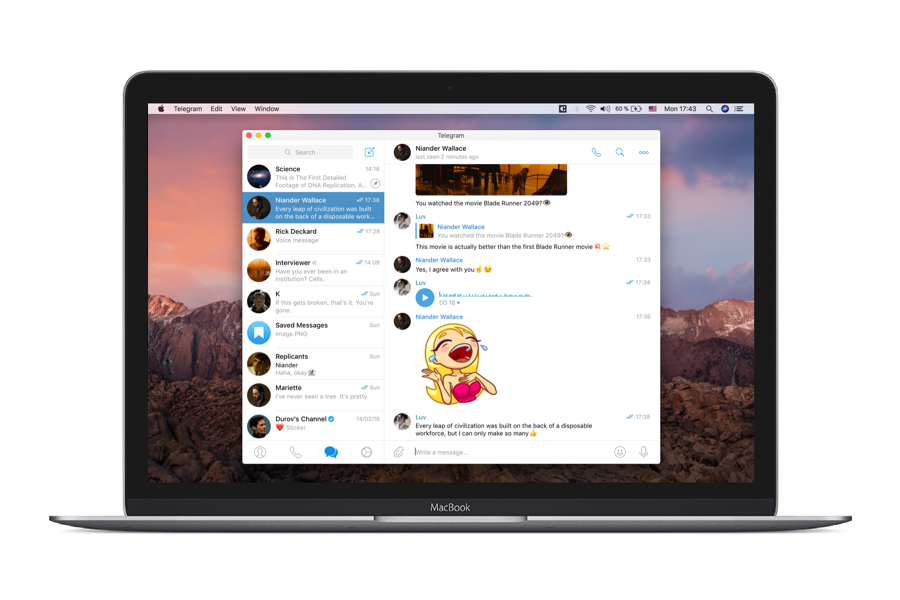 Telegram Edit View Window
60 % Mon 17:43
Telegram
Search
Science 14:18
This Is The First Detailed
Footage of DNA Replication, A...
Niander Wallace 17:38
Every leap of civilization was built
on the back of a disposable work...
Rick Deckard 17:28
Voice message
Interviewer 14:09
Have you ever been in an
institution? Cells.
K Sun
If this gets broken, that's it. You're
gone.
Saved Messages Sun
image.PNG
Replicants Sun
Niander
Haha, okay
Mariette Sun
I've never seen a tree. It's pretty.
Durov's Channel 14/02/18
❤️ Sticker
Niander Wallace
last seen 2 minutes ago
You watched the movie Blade Runner 2049?👁
Luv 17:33
Niander Wallace
You watched the movie Blade Runner 2049?👁
This movie is actually better than the first Blade Runner movie 💥 ⭐
Niander Wallace 17:33
Yes, I agree with you☝😉
Luv 17:34
00:18
Niander Wallace 17:36
Luv 17:38
Every leap of civilization was built on the back of a disposable
workforce, but I can only make so many👍
Write a message...
MacBook